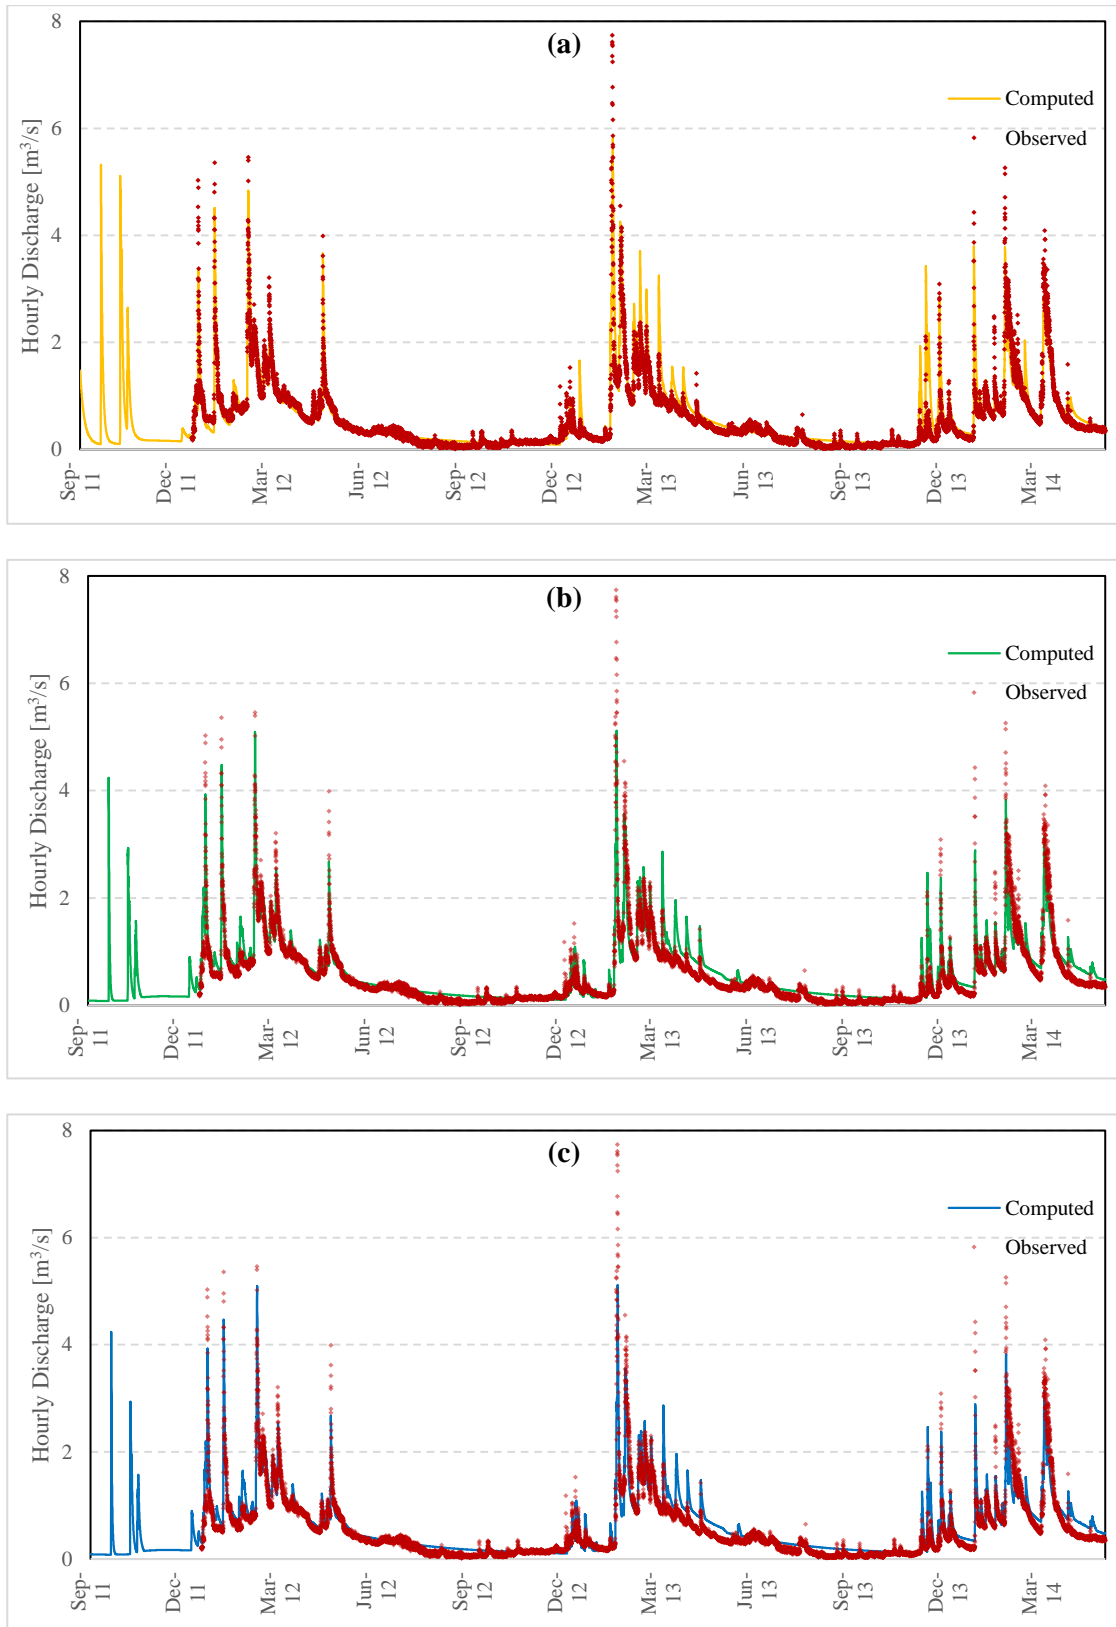 (a)
8
6
4
2
0
Hourly Discharge [m³/s]
Computed
Observed
Sep-11
Dec-11
Mar-12
Jun-12
Sep-12
Dec-12
Mar-13
Jun-13
Sep-13
Dec-13
Mar-14
(b)
8
6
4
2
0
Hourly Discharge [m³/s]
Computed
Observed
Sep-11
Dec-11
Mar-12
Jun-12
Sep-12
Dec-12
Mar-13
Jun-13
Sep-13
Dec-13
Mar-14
(c)
8
6
4
2
0
Hourly Discharge [m³/s]
Computed
Observed
Sep-11
Dec-11
Mar-12
Jun-12
Sep-12
Dec-12
Mar-13
Jun-13
Sep-13
Dec-13
Mar-14